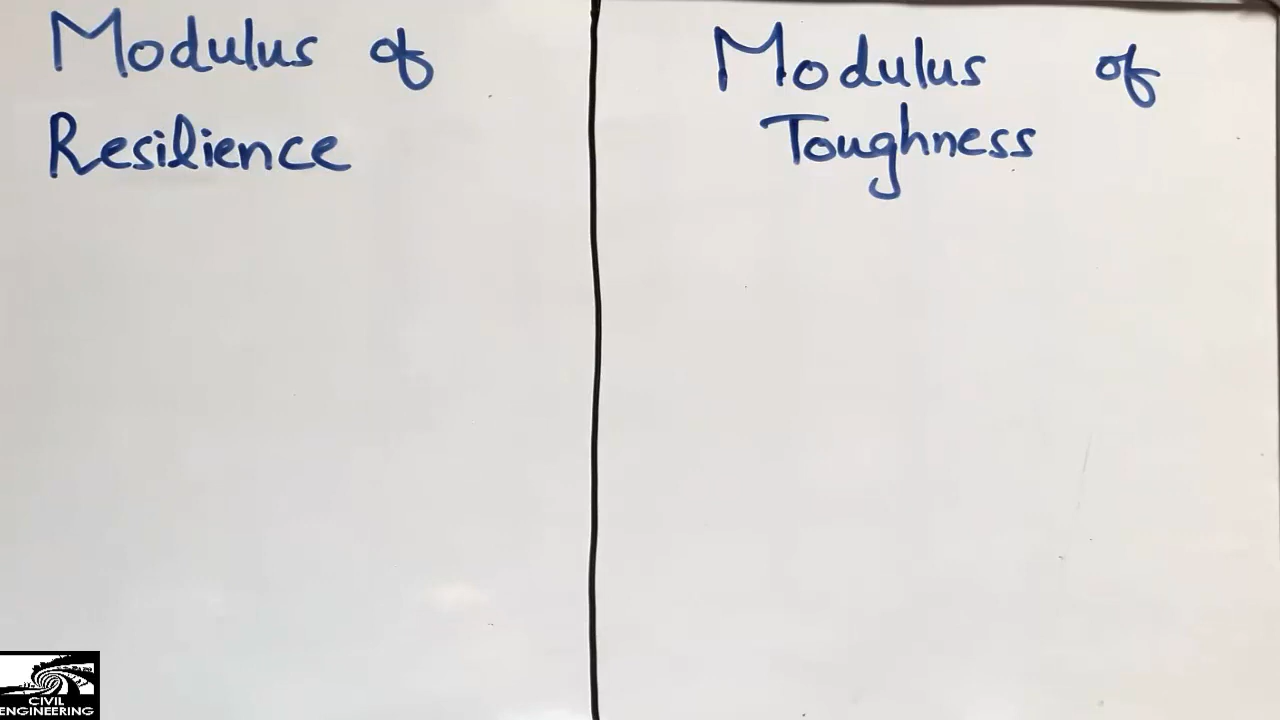 Modulus of
Resilience
Modulus of
Toughness
CIVIL
ENGINEERING